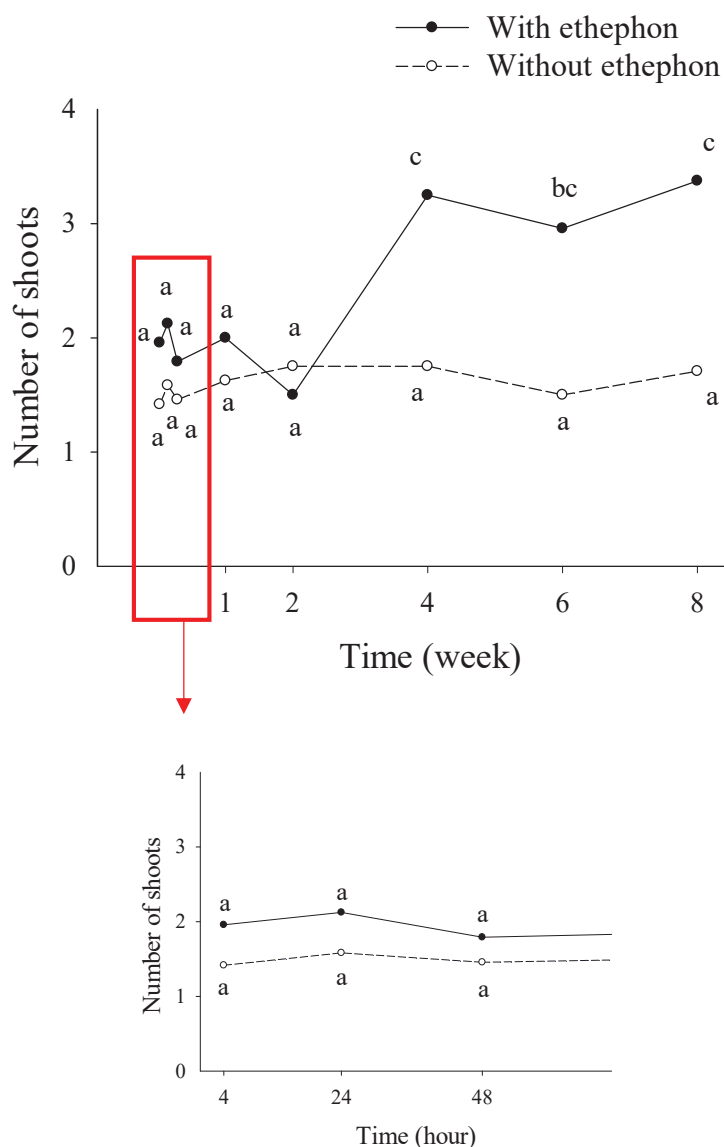 With ethephon
Without ethephon
4
c
c
bc
3
a
a
a
a
a
a
2
Number of shoots
a
a
a
a
a
a
a
a
1
0
1 2 4 6 8
Time (week)
4
3
a
a
a
2
Number of shoots
a
a
a
1
0
4 24 48
Time (hour)